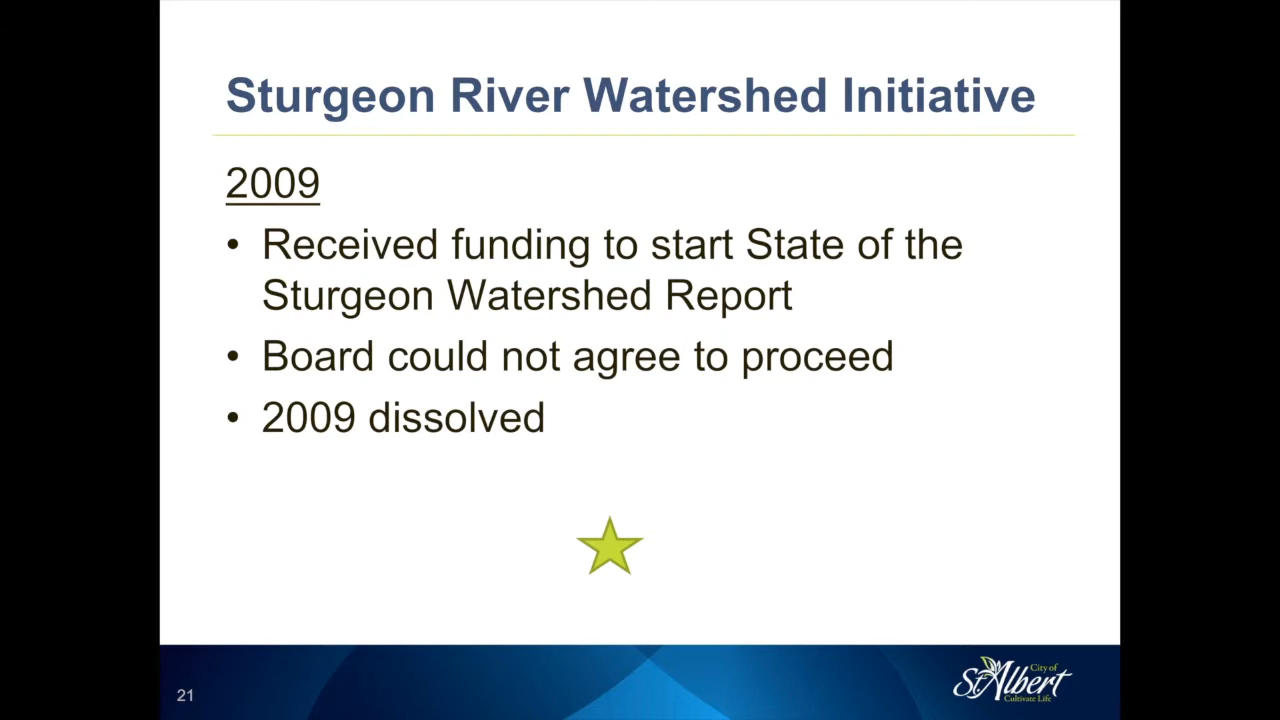 Sturgeon River Watershed Initiative
2009
• Received funding to start State of the
Sturgeon Watershed Report
• Board could not agree to proceed
• 2009 dissolved
21
City of
St. Albert
Cultivate Life